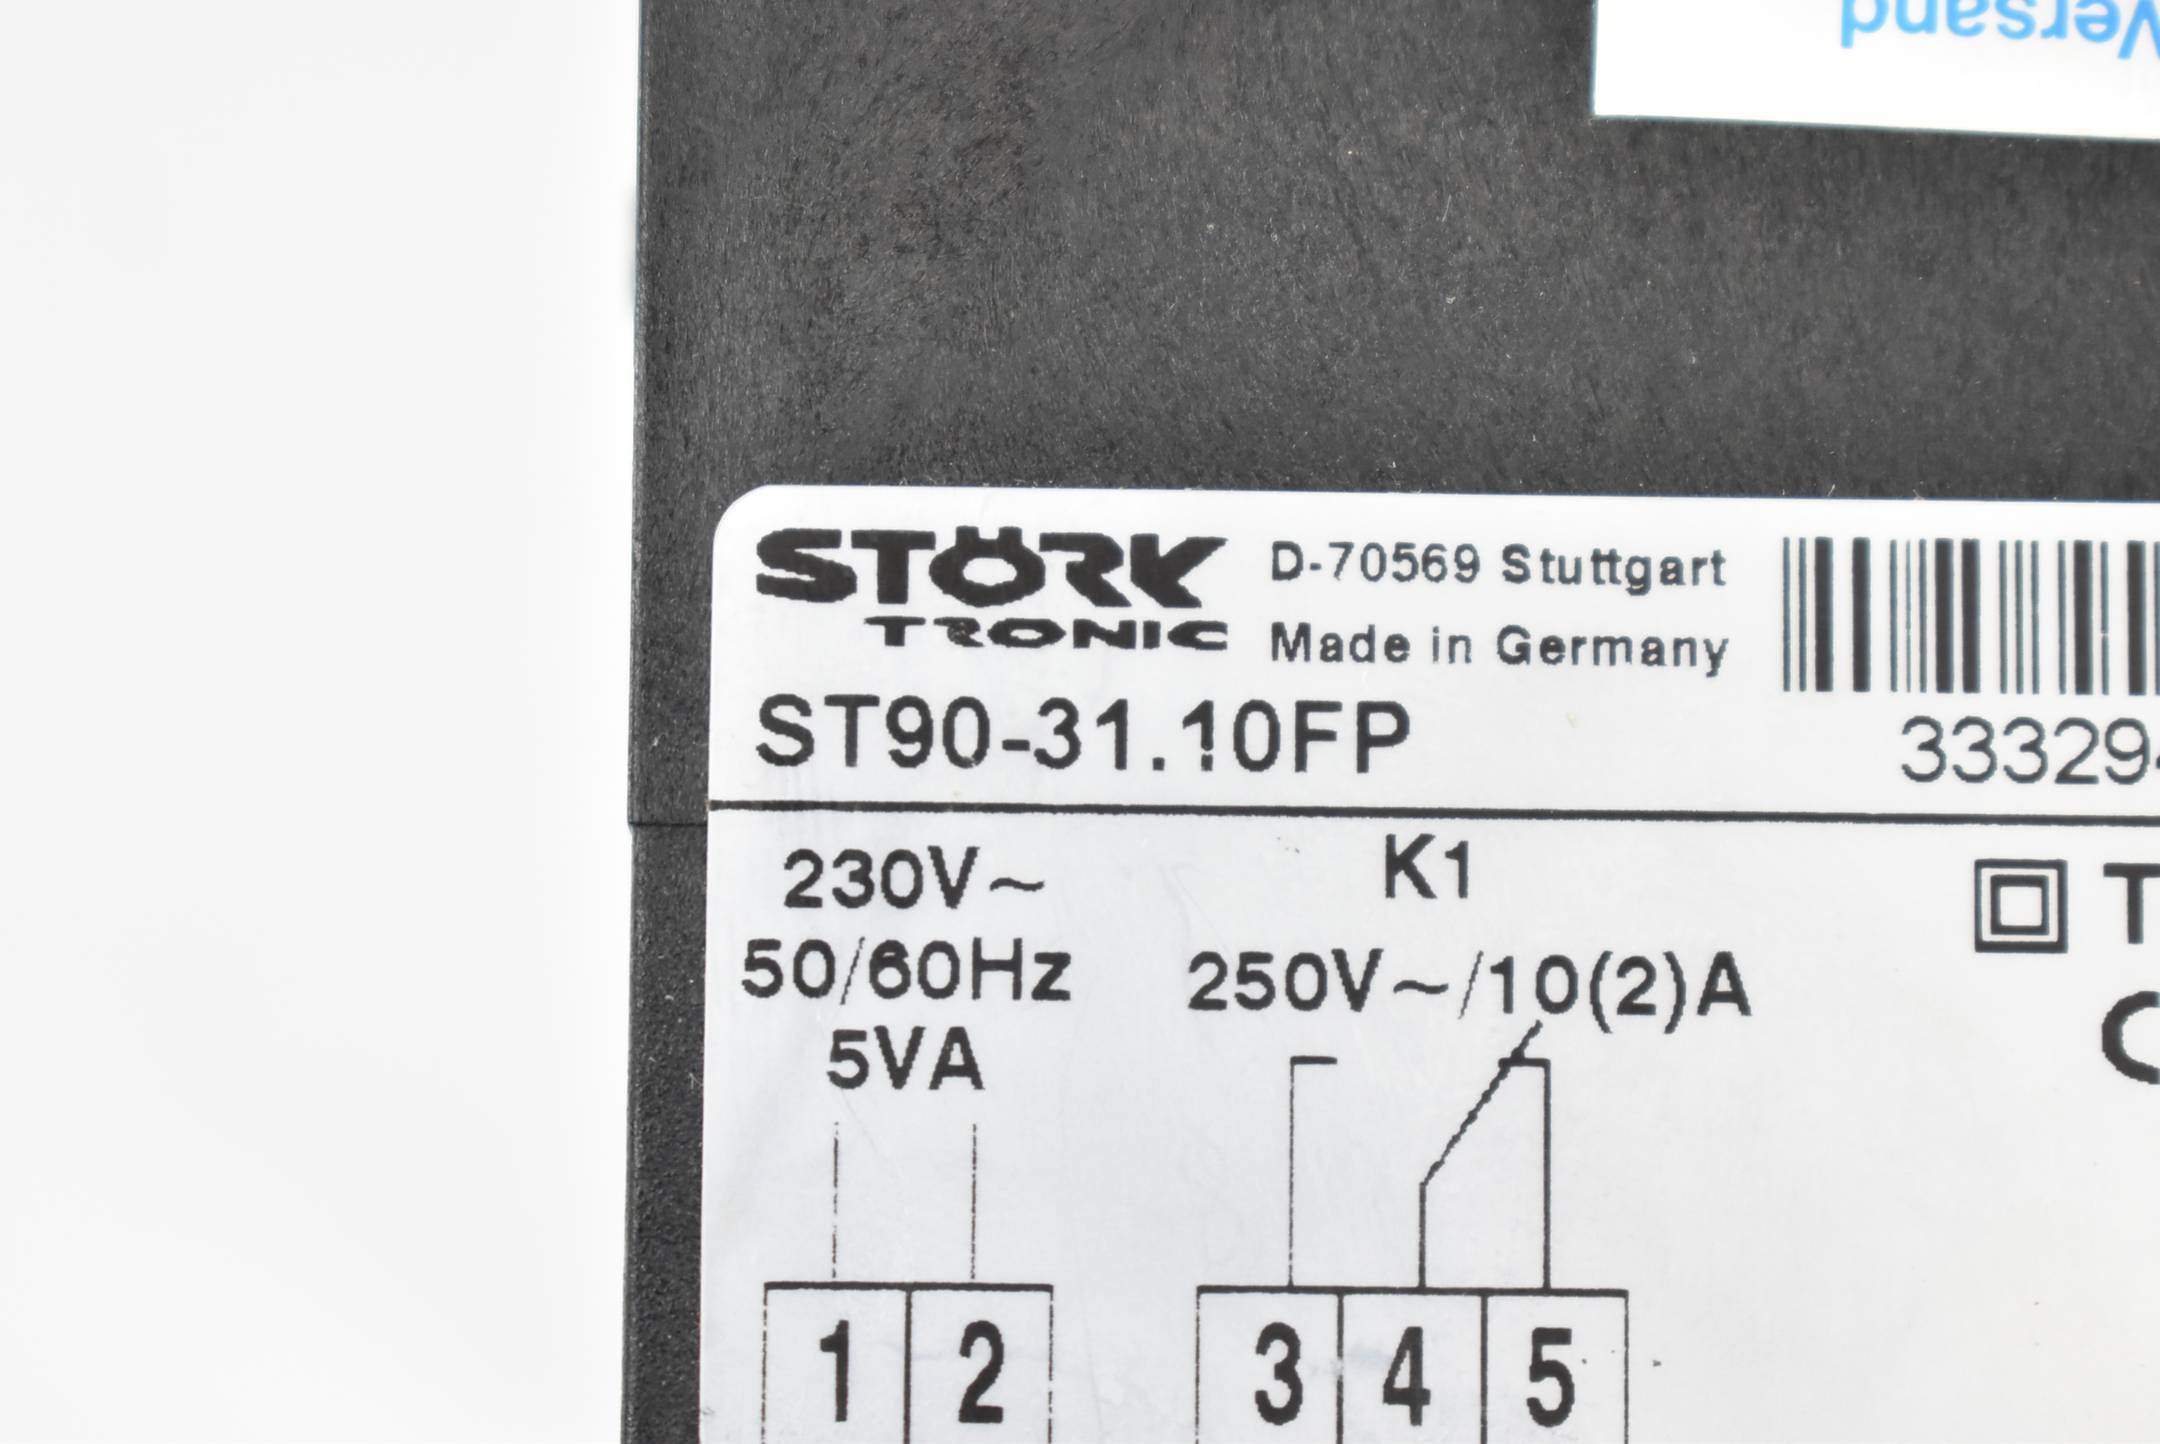 Versand
STÖRK
TRONIC
D-70569 Stuttgart
Made in Germany
ST90-31.10FP
33329
230V~
50/60Hz
5VA
K1
250V~/10(2)A
T
1 2 3 4 5